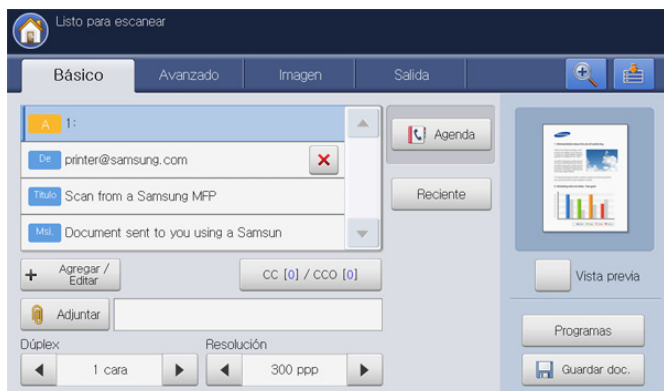 Listo para escanear
Básico
Avanzado
Imagen
Salida
A 1:
De printer@samsung.com
Título Scan from a Samsung MFP
Msj. Document sent to you using a Samsun
Agenda
Reciente
+ Agregar /
Editar
CC [0] / CCO [0]
Adjuntar
Dúplex
Resolución
1 cara
300 ppp
Vista previa
Programas
Guardar doc.